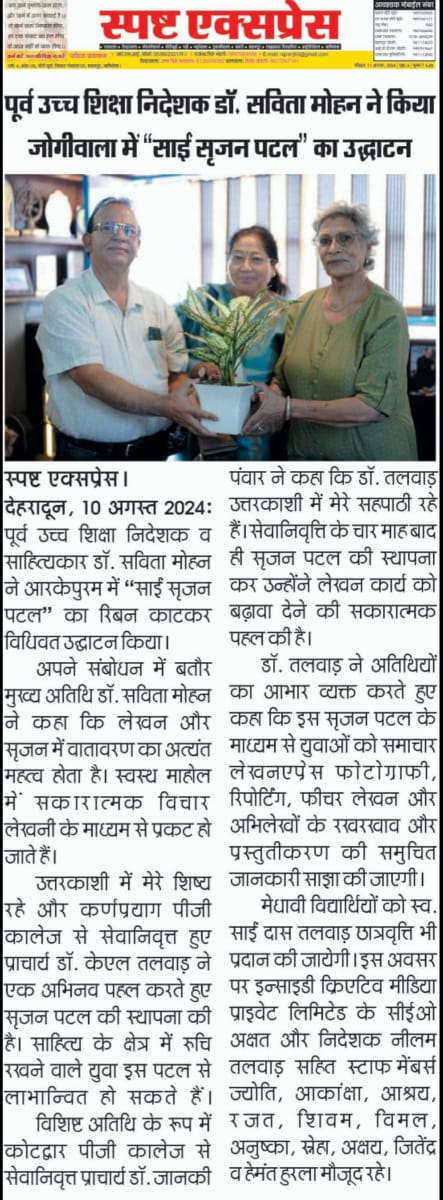 स्पष्ट एक्सप्रेस
पूर्व उच्च शिक्षा निदेशक डॉ. सविता मोहन ने किया
जोगीवाला में “साई सृजन पटल” का उद्घाटन
स्पष्ट एक्सप्रेस।
देहरादून, 10 अगस्त 2024:
पूर्व उच्च शिक्षा निदेशक व
साहित्यकार डॉ. सविता मोहन
ने आरकेपुरम में “साईं सृजन
पटल” का रिबन काटकर
विधिवत उद्घाटन किया।
अपने संबोधन में बतौर
मुख्य अतिथि डॉ. सविता मोहन
ने कहा कि लेखन और
सृजन में वातावरण का अत्यंत
महत्व होता है। स्वस्थ माहोल
में सकारात्मक विचार
लेखनी के माध्यम से प्रकट हो
जाते हैं।
उत्तरकाशी में मेरे शिष्य
रहे और कर्णप्रयाग पीजी
कालेज से सेवानिवृत्त हुए
प्राचार्य डॉ. केएल तलवाड़ ने
एक अभिनव पहल करते हुए
सृजन पटल की स्थापना की
है। साहित्य के क्षेत्र में रुचि
रखने वाले युवा इस पटल से
लाभान्वित हो सकते हैं।
विशिष्ट अतिथि के रूप में
कोटद्वार पीजी कालेज से
सेवानिवृत्त प्राचार्य डॉ. जानकी
पंवार ने कहा कि डॉ. तलवाड़
उत्तरकाशी में मेरे सहपाठी रहे
हैं। सेवानिवृत्ति के चार माह बाद
ही सृजन पटल की स्थापना
कर उन्होंने लेखन कार्य को
बढ़ावा देने की सकारात्मक
पहल की है।
डॉ. तलवाड़ ने अतिथियों
का आभार व्यक्त करते हुए
कहा कि इस सृजन पटल के
माध्यम से युवाओं को समाचार
लेखनएप्रेस फोटोग्राफी,
रिपोर्टिंग, फीचर लेखन और
अभिलेखों के रखरखाव और
प्रस्तुतीकरण की समुचित
जानकारी साझा की जाएगी।
मेधावी विद्यार्थियों को स्व.
साईं दास तलवाड़ छात्रवृत्ति भी
प्रदान की जायेगी। इस अवसर
पर इन्साइडी क्रिएटिव मीडिया
प्राइवेट लिमिटेड के सीईओ
अक्षत और निदेशक नीलम
तलवाड़ सहित स्टाफ मेंबर्स
ज्योति, आकांक्षा, आश्रय,
रजत, शिवम, विमल,
अनुष्का, स्नेहा, अक्षय, जितेंद्र
व हेमंत हुरला मौजूद रहे।